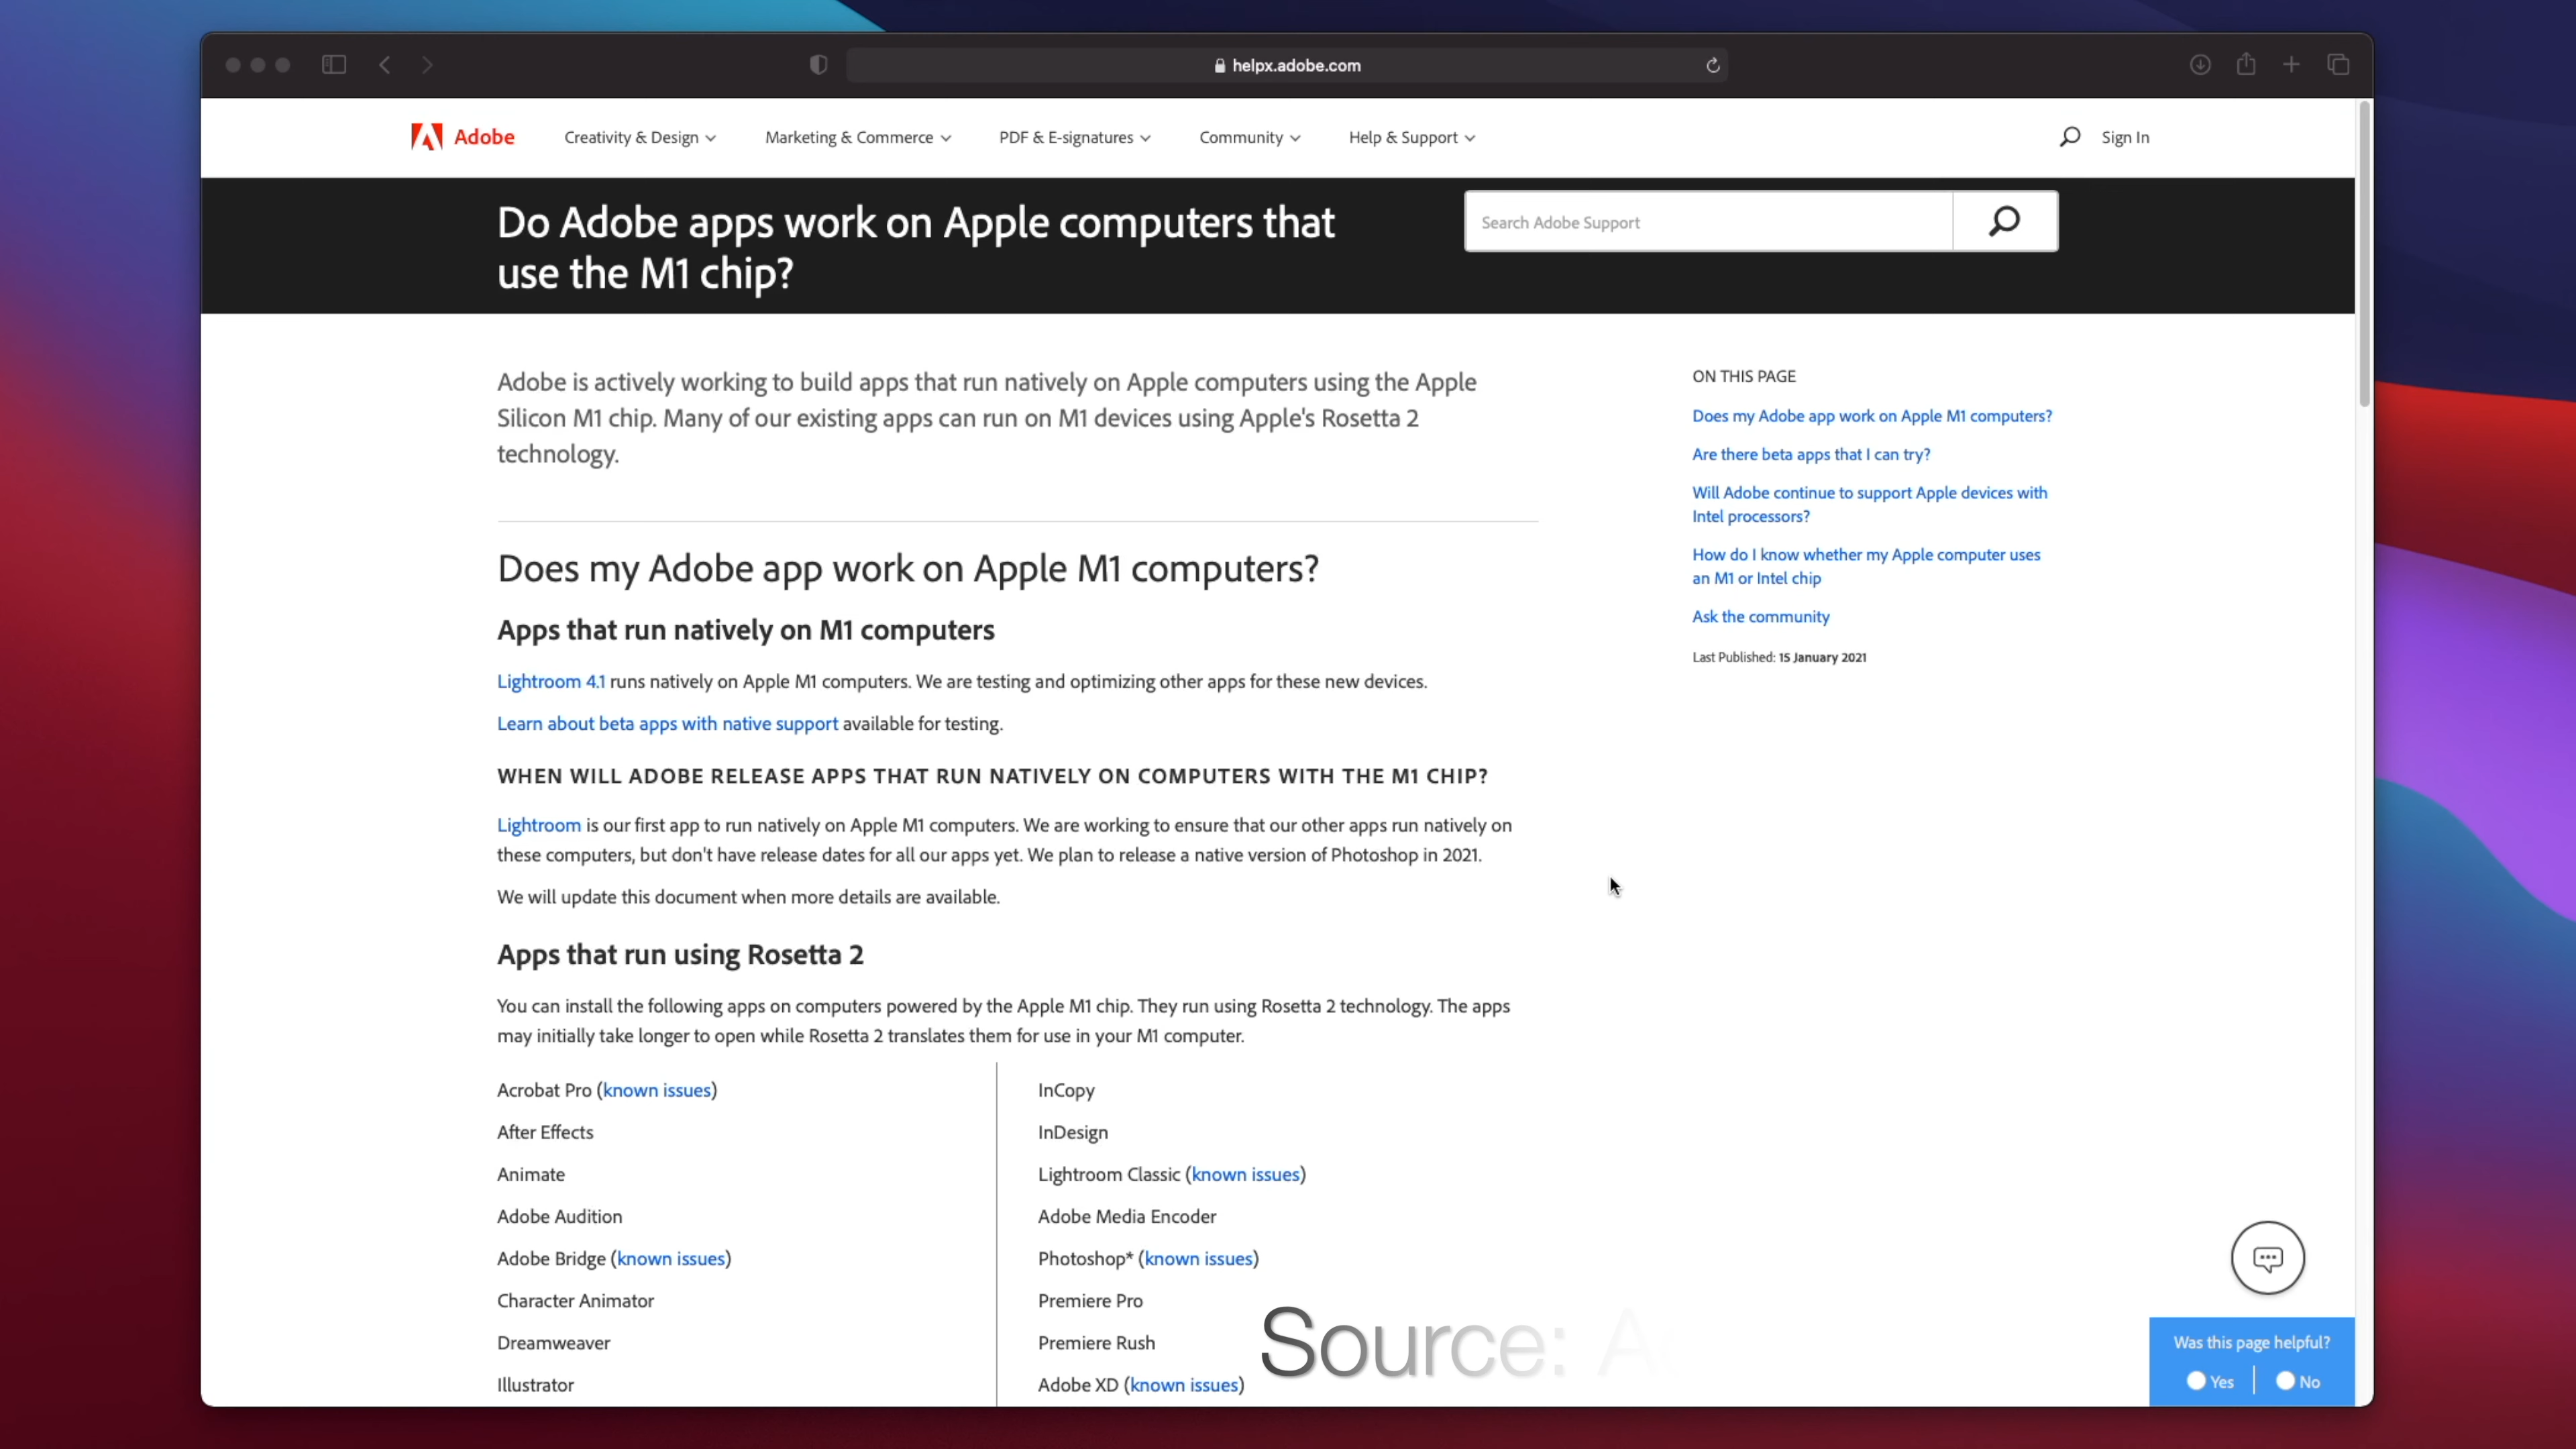 helpx.adobe.com
Adobe
Creativity & Design
Marketing & Commerce
PDF & E-signatures
Community
Help & Support
Sign In
Do Adobe apps work on Apple computers that
use the M1 chip?
Search Adobe Support
Adobe is actively working to build apps that run natively on Apple computers using the Apple
Silicon M1 chip. Many of our existing apps can run on M1 devices using Apple's Rosetta 2
technology.
ON THIS PAGE
Does my Adobe app work on Apple M1 computers?
Are there beta apps that I can try?
Will Adobe continue to support Apple devices with
Intel processors?
How do I know whether my Apple computer uses
an M1 or Intel chip
Ask the community
Last Published: 15 January 2021
Does my Adobe app work on Apple M1 computers?
Apps that run natively on M1 computers
Lightroom 4.1 runs natively on Apple M1 computers. We are testing and optimizing other apps for these new devices.
Learn about beta apps with native support available for testing.
WHEN WILL ADOBE RELEASE APPS THAT RUN NATIVELY ON COMPUTERS WITH THE M1 CHIP?
Lightroom is our first app to run natively on Apple M1 computers. We are working to ensure that our other apps run natively on
these computers, but don't have release dates for all our apps yet. We plan to release a native version of Photoshop in 2021.
We will update this document when more details are available.
Apps that run using Rosetta 2
You can install the following apps on computers powered by the Apple M1 chip. They run using Rosetta 2 technology. The apps
may initially take longer to open while Rosetta 2 translates them for use in your M1 computer.
Acrobat Pro (known issues)
After Effects
Animate
Adobe Audition
Adobe Bridge (known issues)
Character Animator
Dreamweaver
Illustrator
InCopy
InDesign
Lightroom Classic (known issues)
Adobe Media Encoder
Photoshop* (known issues)
Premiere Pro
Premiere Rush
Adobe XD (known issues)
Source:
Was this page helpful?
Yes
No